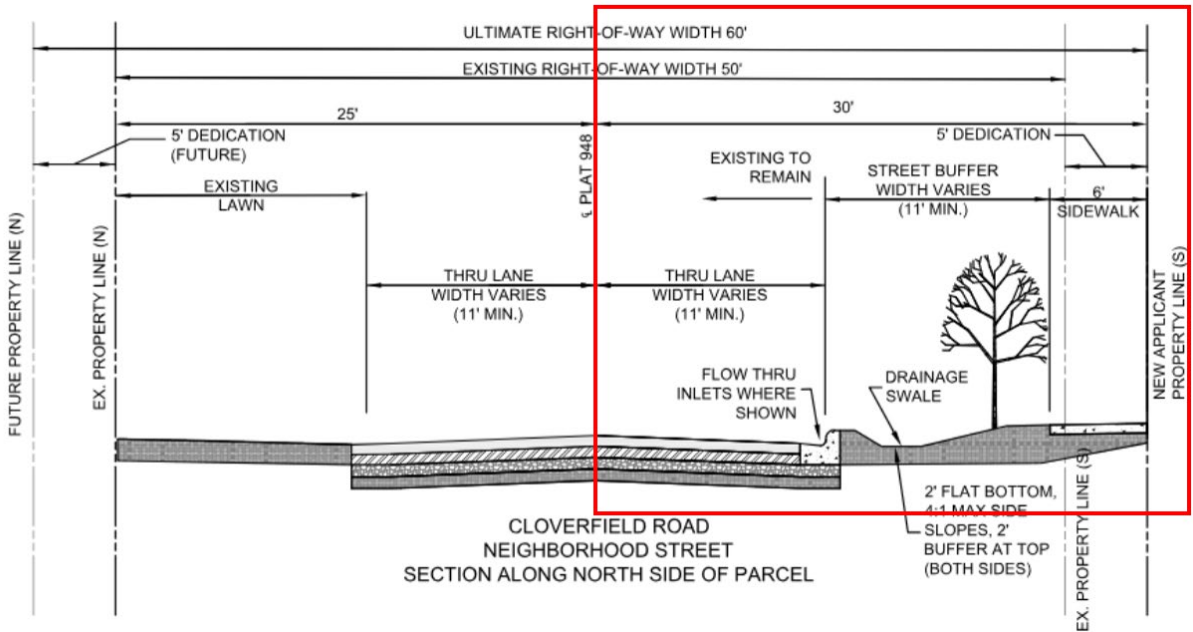 ULTIMATE RIGHT-OF-WAY WIDTH 60'
EXISTING RIGHT-OF-WAY WIDTH 50'
25'
30'
5' DEDICATION
(FUTURE)
5' DEDICATION
EXISTING
LAWN
℄ PLAT 948
EXISTING TO
REMAIN
STREET BUFFER
WIDTH VARIES
(11' MIN.)
6'
SIDEWALK
FUTURE PROPERTY LINE (N)
EX. PROPERTY LINE (N)
THRU LANE
WIDTH VARIES
(11' MIN.)
THRU LANE
WIDTH VARIES
(11' MIN.)
NEW APPLICANT
PROPERTY LINE (S)
FLOW THRU
INLETS WHERE
SHOWN
DRAINAGE
SWALE
2' FLAT BOTTOM,
4:1 MAX SIDE
SLOPES, 2'
BUFFER AT TOP
(BOTH SIDES)
EX. PROPERTY LINE (S)
CLOVERFIELD ROAD
NEIGHBORHOOD STREET
SECTION ALONG NORTH SIDE OF PARCEL